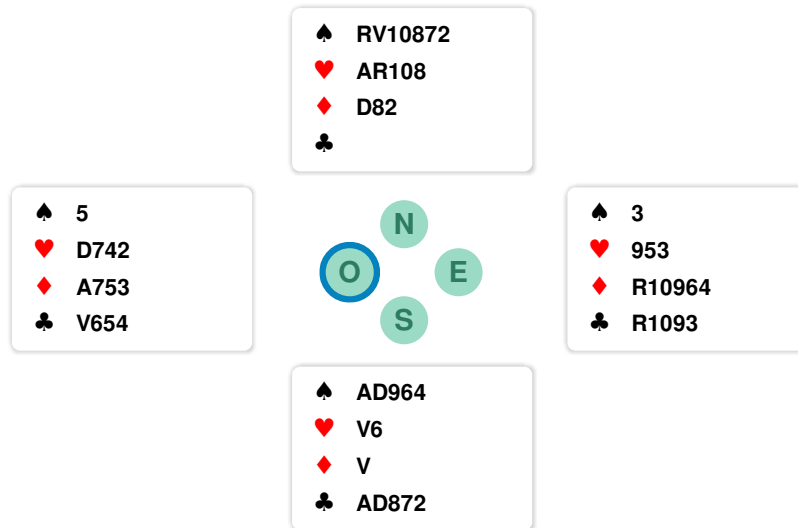 ♠ RV10872
♥ AR108
♦ D82
♣
♠ 5
♥ D742
♦ A753
♣ V654
N
O E
S
♠ 3
♥ 953
♦ R10964
♣ R1093
♠ AD964
♥ V6
♦ V
♣ AD872